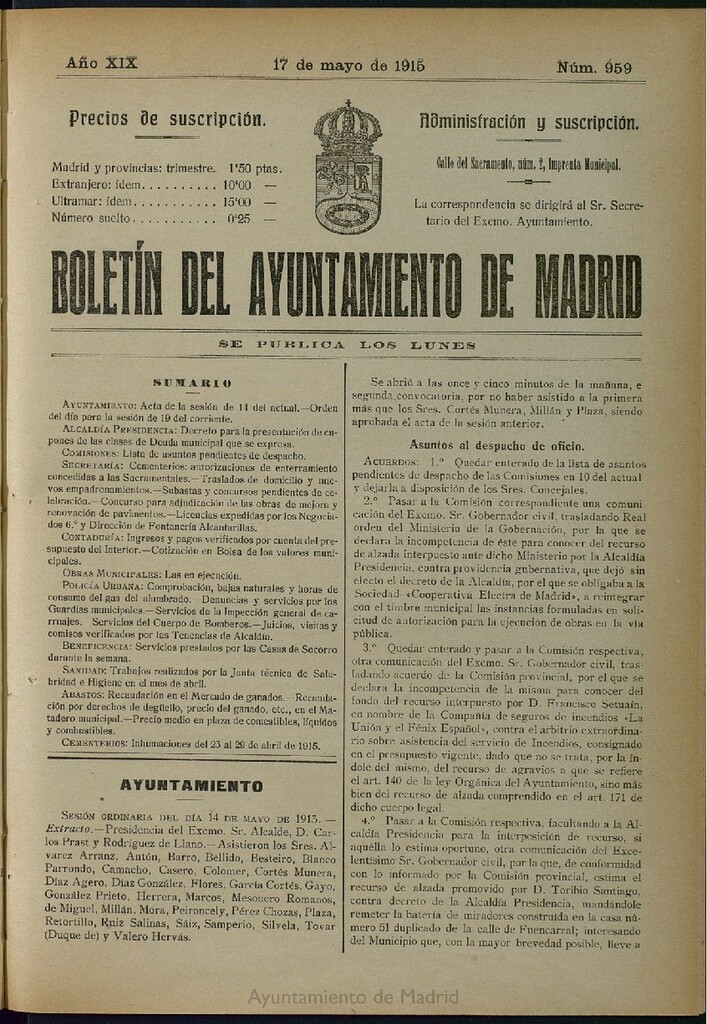 Año XIX
17 de mayo de 1915
Núm. 959
Precios de suscripción.
Madrid y provincias: trimestre. 1'50 ptas.
Extranjero: ídem.......... 10'00 —
Ultramar: ídem........... 15'00 —
Número suelto........... 0'25 —
Administración y suscripción.
Calle del Sacramento, núm. 2, Imprenta Municipal.
La correspondencia se dirigirá al Sr. Secre-
tario del Excmo. Ayuntamiento.
BOLETÍN DEL AYUNTAMIENTO DE MADRID
SE PUBLICA LOS LUNES
SUMARIO
AYUNTAMIENTO: Acta de la sesión de 14 del actual.—Orden
del día para la sesión de 19 del corriente.
ALCALDÍA PRESIDENCIA: Decreto para la presentación de cu-
pones de las clases de Deuda municipal que se expresa.
COMISIONES: Lista de asuntos pendientes de despacho.
SECRETARÍA: Cementerios: autorizaciones de enterramiento
concedidas a las Sacramentales.—Traslados de domicilio y nue-
vos empadronamientos.—Subastas y concursos pendientes de ce-
lebración.—Concurso para adjudicación de las obras de mejora y
renovación de pavimentos.—Licencias expedidas por los Negocia-
dos 6.º y Dirección de Fontanería Alcantarillas.
CONTADURÍA: Ingresos y pagos verificados por cuenta del pre-
supuesto del Interior.—Cotización en Bolsa de los valores muni-
cipales.
OBRAS MUNICIPALES: Las en ejecución.
POLICÍA URBANA: Comprobación, bajas naturales y horas de
consumo del gas del alumbrado. Denuncias y servicios por los
Guardias municipales.—Servicios de la Inspección general de ca-
rruajes. Servicios del Cuerpo de Bomberos.—Juicios, visitas y
comisos verificados por las Tenencias de Alcaldía.
BENEFICENCIA: Servicios prestados por las Casas de Socorro
durante la semana.
SANIDAD: Trabajos realizados por la Junta técnica de Salu-
bridad e Higiene en el mes de abril.
ABASTOS: Recaudación en el Mercado de ganados.—Recauda-
ción por derechos de degüello, precio del ganado, etc., en el Ma-
tadero municipal.—Precio medio en plaza de comestibles, líquidos
y combustibles.
CEMENTERIOS: Inhumaciones del 23 al 29 de abril de 1915.
AYUNTAMIENTO
SESIÓN ORDINARIA DEL DÍA 14 DE MAYO DE 1915. —
Extracto.—Presidencia del Excmo. Sr. Alcalde, D. Car-
los Prast y Rodríguez de Llano.—Asistieron los Sres. Ál-
varez Arranz, Antón, Barro, Bellido, Besteiro, Blanco
Parrondo, Camacho, Casero, Colomer, Cortés Munera,
Díaz Agero, Díaz González, Flores, García Cortés, Gayo,
González Prieto, Herrera, Marcos, Mesonero Romanos,
de Miguel, Millán, Mora, Peironcely, Pérez Chozas, Plaza,
Retortillo, Ruiz Salinas, Sáiz, Samperio, Silvela, Tovar
(Duque de) y Valero Hervás.
Se abrió a las once y cinco minutos de la mañana, e
segunda convocatoria, por no haber asistido a la primera
más que los Sres. Cortés Munera, Millán y Plaza, siendo
aprobada el acta de la sesión anterior.
Asuntos al despacho de oficio.
ACUERDOS: 1.º Quedar enterado de la lista de asuntos
pendientes de despacho de las Comisiones en 10 del actual
y dejarla a disposición de los Sres. Concejales.
2.º Pasar a la Comisión correspondiente una comuni
cación del Excmo. Sr. Gobernador civil, trasladando Real
orden del Ministerio de la Gobernación, por la que se
declara la incompetencia de éste para conocer del recurso
de alzada interpuesto ante dicho Ministerio por la Alcaldía
Presidencia, contra providencia gubernativa, que dejó sin
efecto el decreto de la Alcaldía, por el que se obligaba a la
Sociedad «Cooperativa Electra de Madrid», a reintegrar
con el timbre municipal las instancias formuladas en soli-
citud de autorización para la ejecución de obras en la vía
pública.
3.º Quedar enterado y pasar a la Comisión respectiva,
otra comunicación del Excmo. Sr. Gobernador civil, tras-
ladando acuerdo de la Comisión provincial, por el que se
declara la incompetencia de la misma para conocer del
fondo del recurso interpuesto por D. Francisco Setuaín,
en nombre de la Compañía de seguros de incendios «La
Unión y el Fénix Español», contra el arbitrio extraordina-
rio sobre asistencia del servicio de Incendios, consignado
en el presupuesto vigente, dado que no se trata, por la ín-
dole del mismo, del recurso de agravios a que se refiere
el art. 140 de la ley Orgánica del Ayuntamiento, sino más
bien del recurso de alzada comprendido en el art. 171 de
dicho cuerpo legal.
4.º Pasar a la Comisión respectiva, facultando a la Al-
caldía Presidencia para la interposición de recurso, si
aquélla lo estima oportuno, otra comunicación del Exce-
lentísimo Sr. Gobernador civil, por la que, de conformidad
con lo informado por la Comisión provincial, estima el
recurso de alzada promovido por D. Toribio Santiago,
contra decreto de la Alcaldía Presidencia, mandándole
remeter la batería de miradores construída en la casa nú-
mero 51 duplicado de la calle de Fuencarral; interesando
del Municipio que, con la mayor brevedad posible, lleve a
Ayuntamiento de Madrid